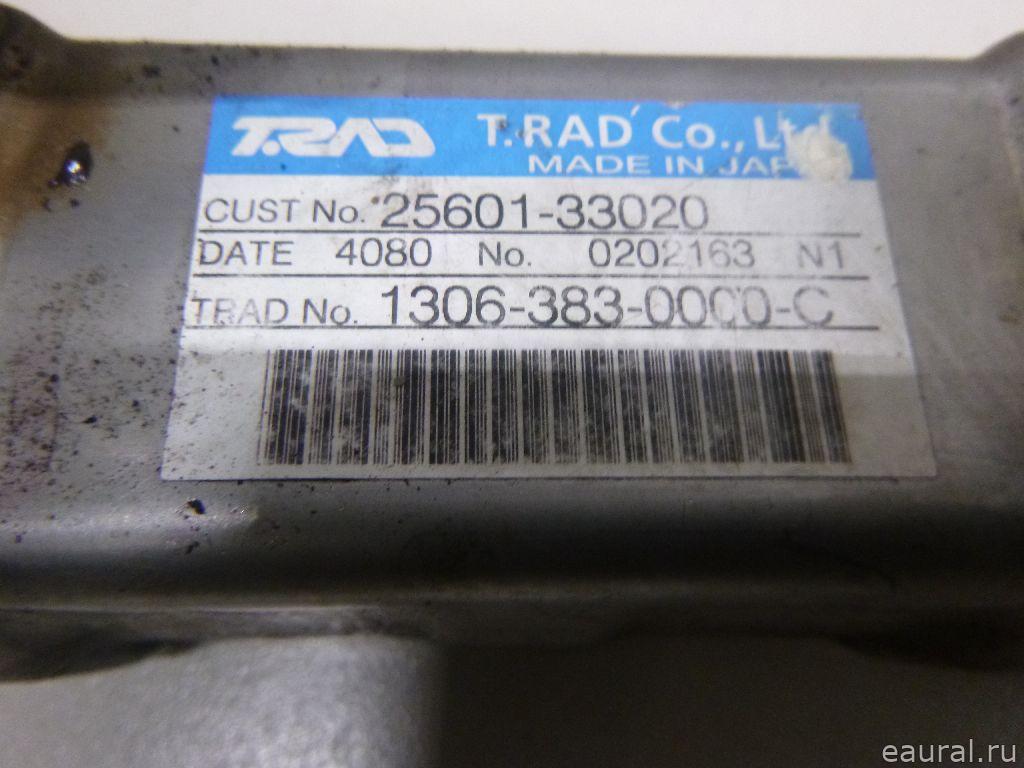 T.RAD T.RAD Co., Ltd.
MADE IN JAPAN
CUST No. 25601-33020
DATE 4080 No. 0202163 N1
TRAD No. 1306-383-0000-C
eaural.ru